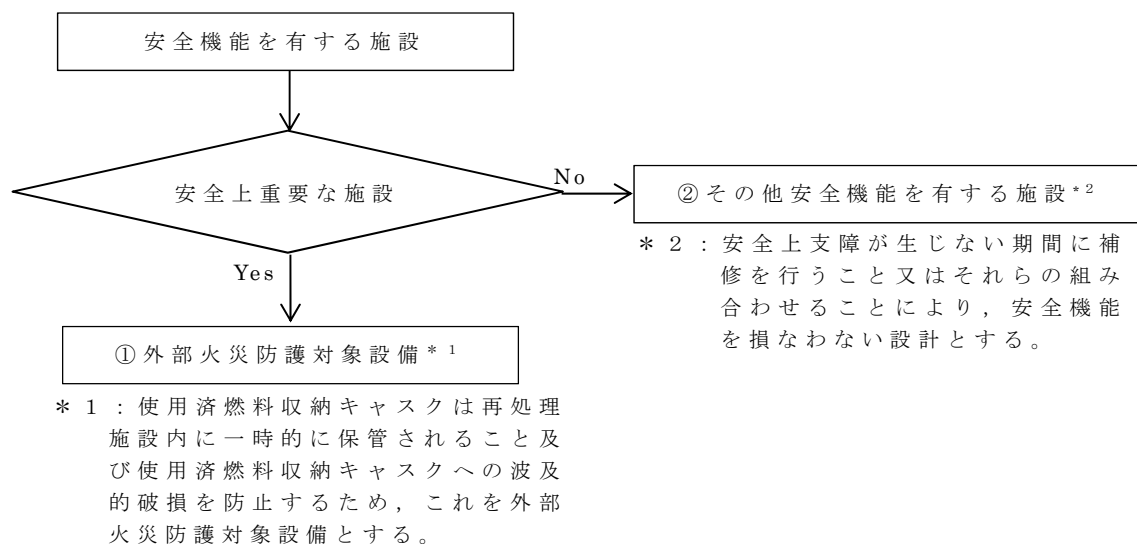 安全機能を有する施設
安全上重要な施設
No
②その他安全機能を有する施設*2
*2:安全上支障が生じない期間に補
修を行うこと又はそれらの組み
合わせることにより,安全機能
を損なわない設計とする。
Yes
①外部火災防護対象設備*1
*1:使用済燃料収納キャスクは再処理
施設内に一時的に保管されること及
び使用済燃料収納キャスクへの波及
的破損を防止するため,これを外部
火災防護対象設備とする。